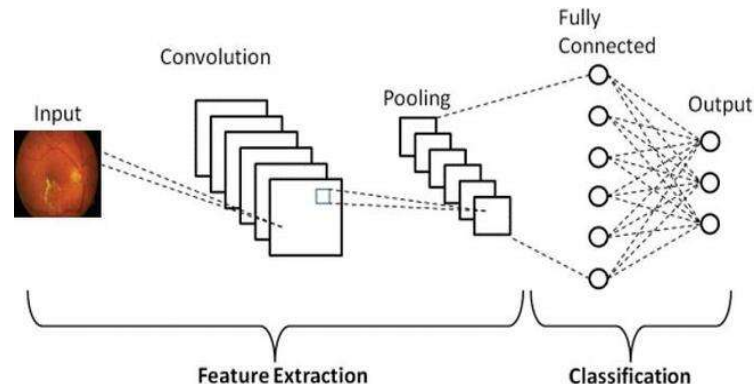 Fully
Connected
Convolution
Pooling
Output
Input
Feature Extraction
Classification